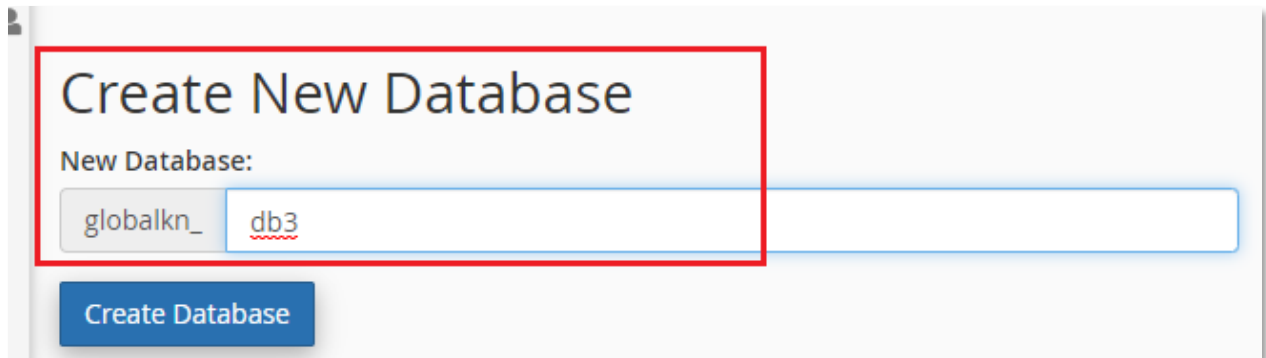 Create New Database
New Database:
globalkn_ db3
Create Database